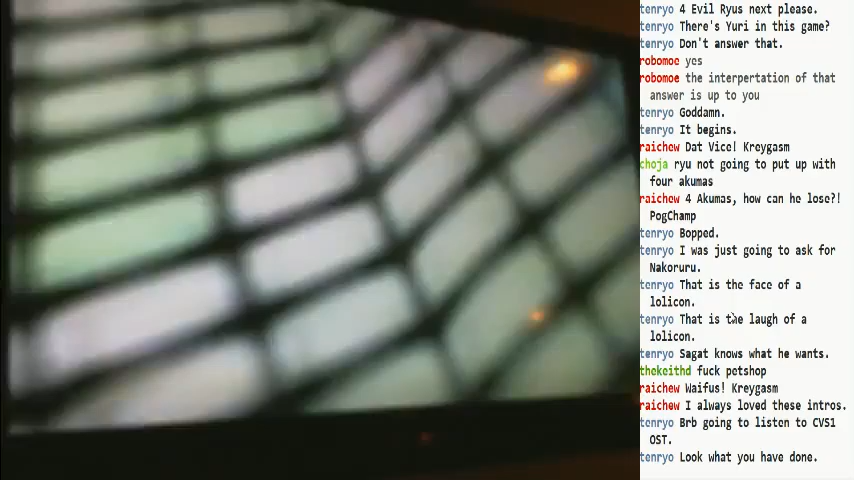 tenryo 4 Evil Ryus next please.
tenryo There's Yuri in this game?
tenryo Don't answer that.
robomoe yes
robomoe the interpertation of that
answer is up to you
tenryo Goddamn.
tenryo It begins.
raichew Dat Vice! Kreygasm
choja ryu not going to put up with
four akumas
raichew 4 Akumas, how can he lose?!
PogChamp
tenryo Bopped.
tenryo I was just going to ask for
Nakoruru.
tenryo That is the face of a
lolicon.
tenryo That is the laugh of a
lolicon.
tenryo Sagat knows what he wants.
thekeithd fuck petshop
raichew Waifus! Kreygasm
raichew I always loved these intros.
tenryo Brb going to listen to CVS1
OST.
tenryo Look what you have done.